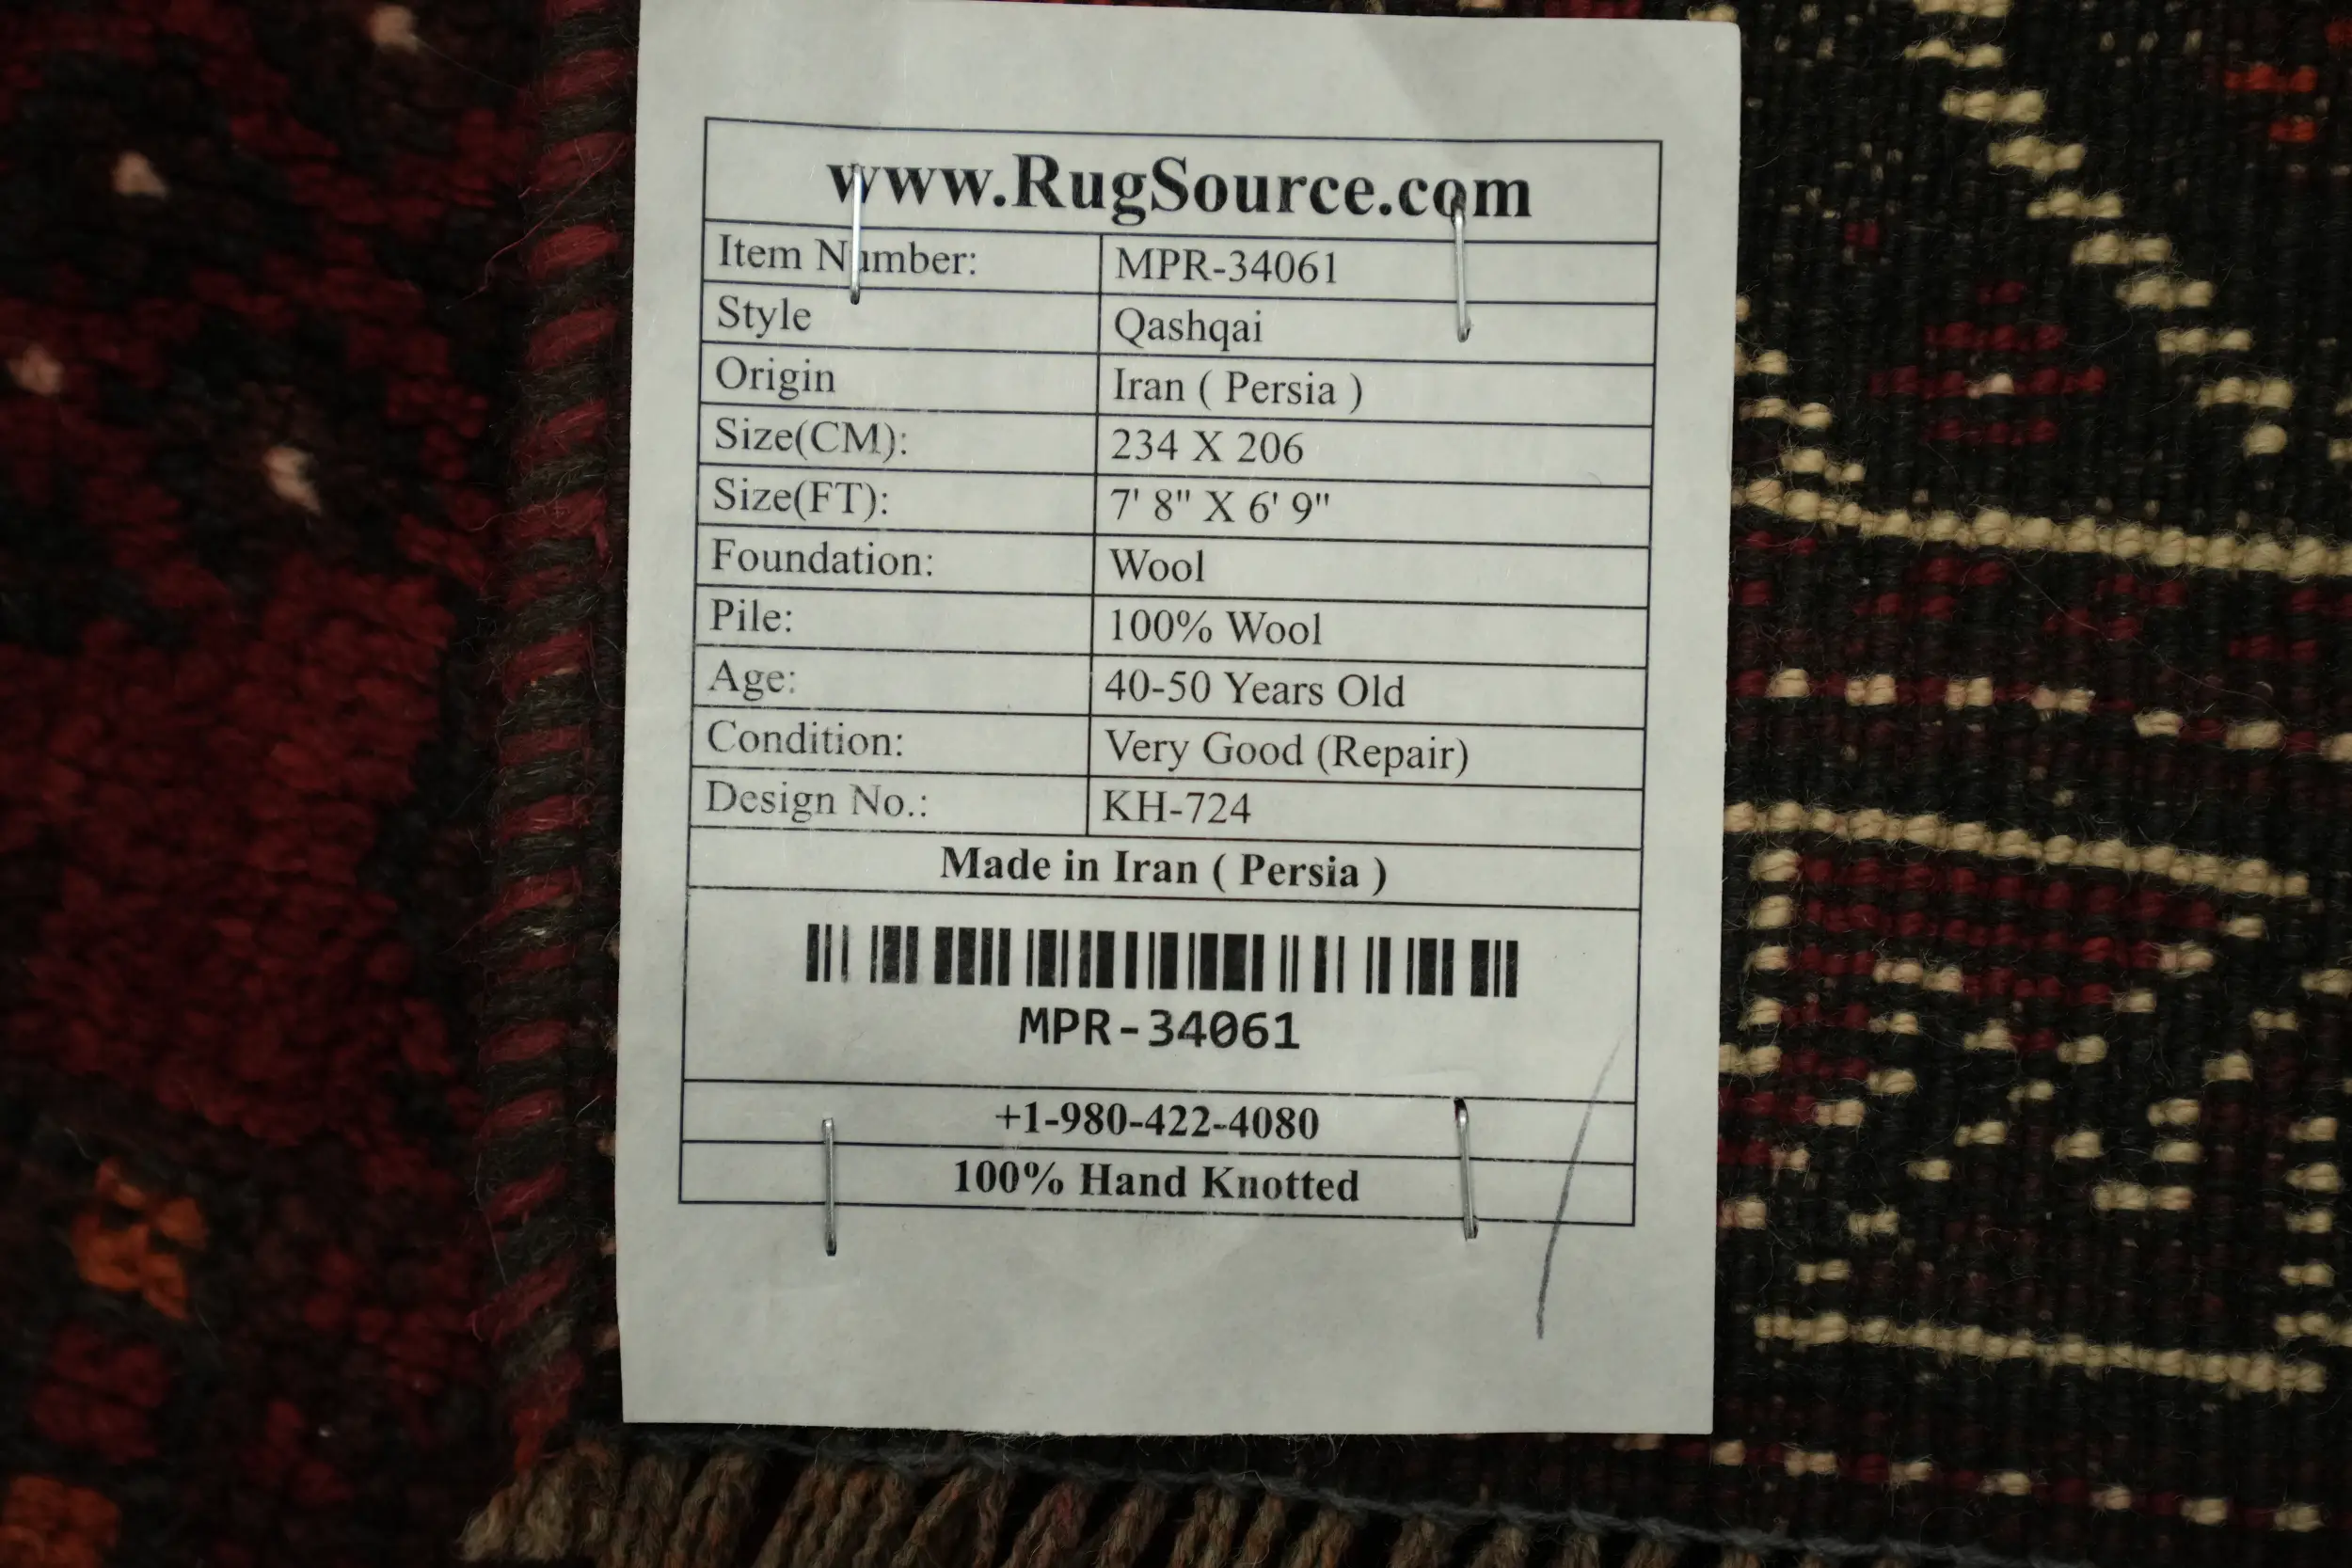 www.RugSource.com
Item Number: MPR-34061
Style Qashqai
Origin Iran ( Persia )
Size(CM): 234 X 206
Size(FT): 7' 8" X 6' 9"
Foundation: Wool
Pile: 100% Wool
Age: 40-50 Years Old
Condition: Very Good (Repair)
Design No.: KH-724
Made in Iran ( Persia )
MPR-34061
+1-980-422-4080
100% Hand Knotted